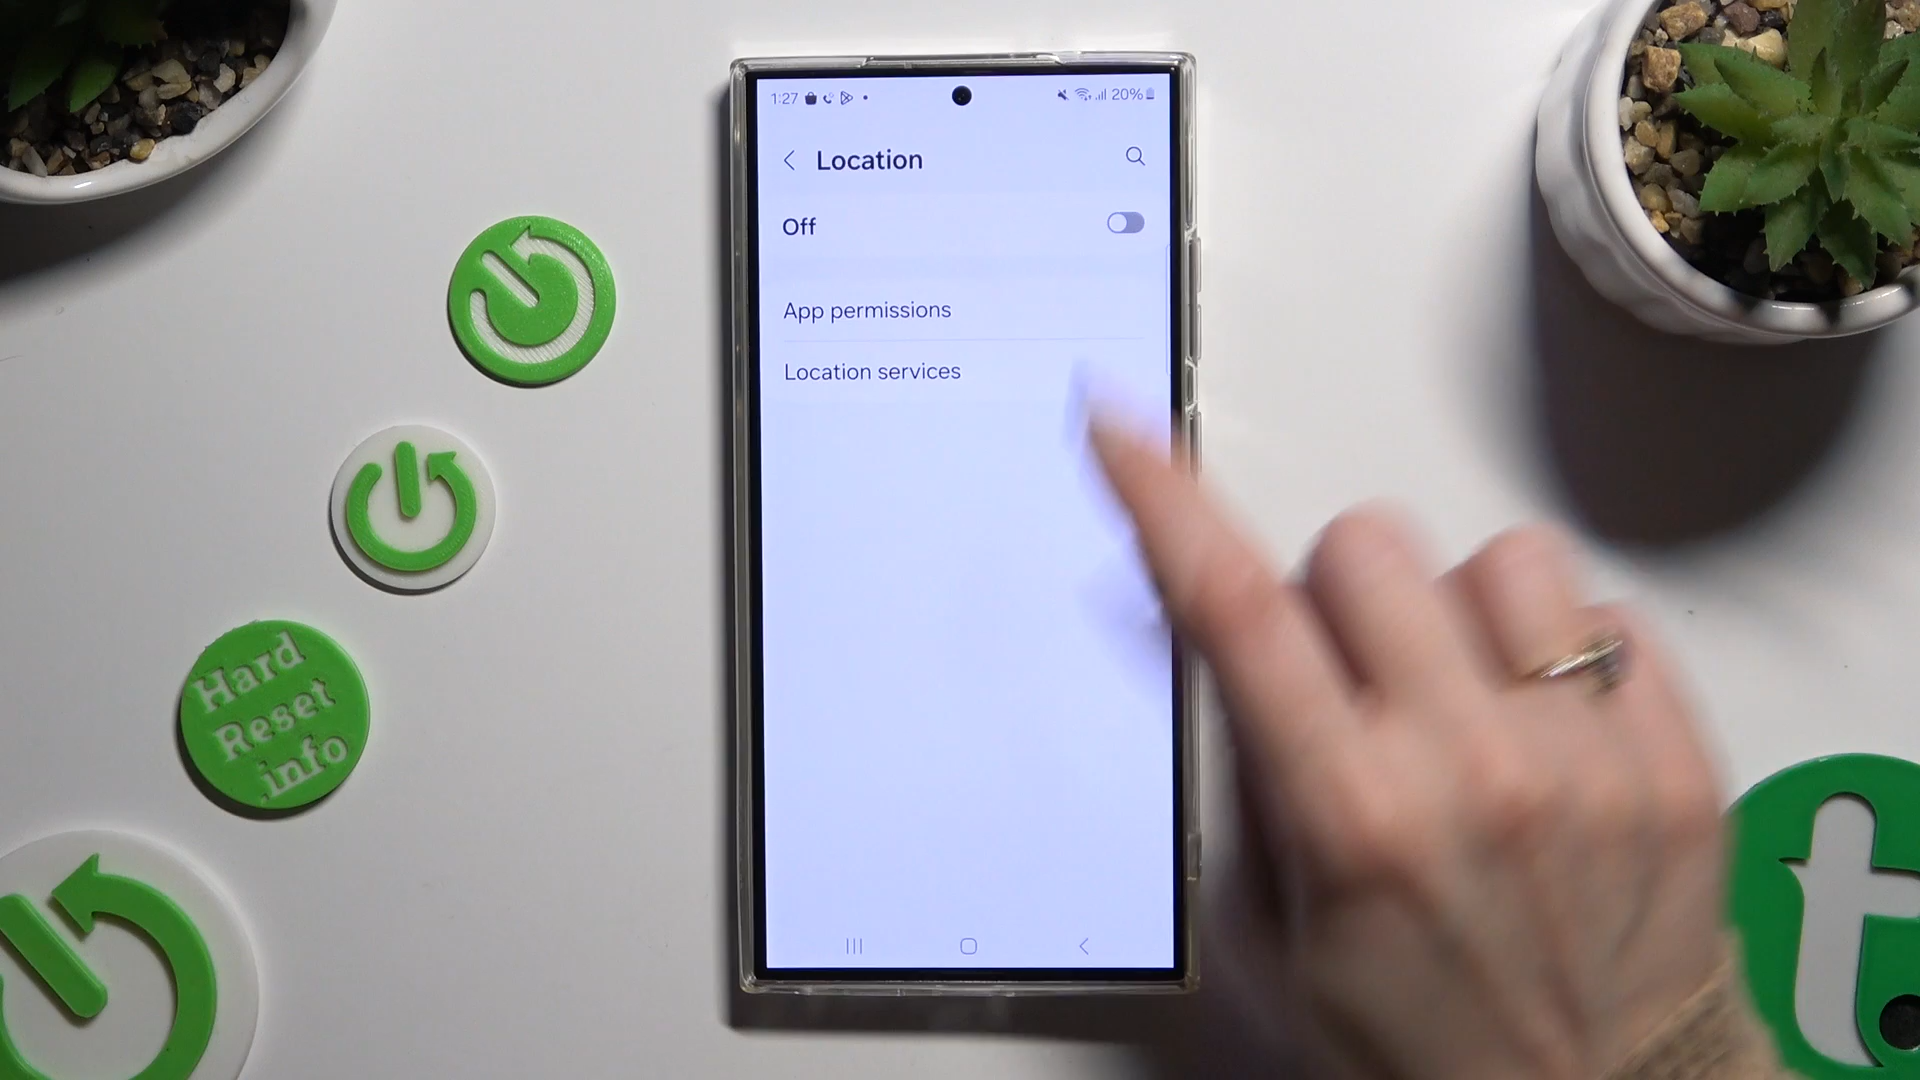 1:27
20%
Location
Off
App permissions
Location services
Hard
Reset
.info
t